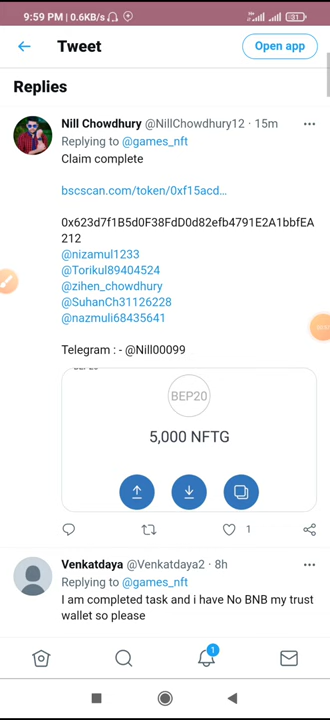 9:59 PM | 0.6KB/s
31
Tweet
Open app
Replies
Nill Chowdhury @NillChowdhury12 · 15m
Replying to @games_nft
Claim complete
bscscan.com/token/0xf15acd...
0x623d7f1B5d0F38FdD0d82efb4791E2A1bbfEA
212
@nizamul1233
@Torikul89404524
@zihen_chowdhury
@SuhanCh31126228
@nazmuli68435641
Telegram : - @Nill00099
BEP20
5,000 NFTG
1
Venkatdaya @Venkatdaya2 · 8h
Replying to @games_nft
I am completed task and i have No BNB my trust
wallet so please
1